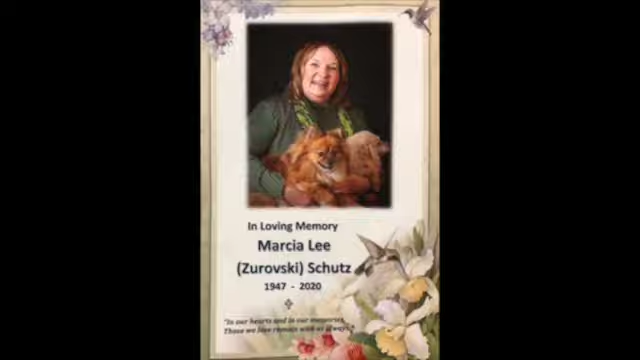 In Loving Memory
Marcia Lee
(Zurovski) Schutz
1947 - 2020
"In our hearts and in our memories,
Those we love remain with us always."